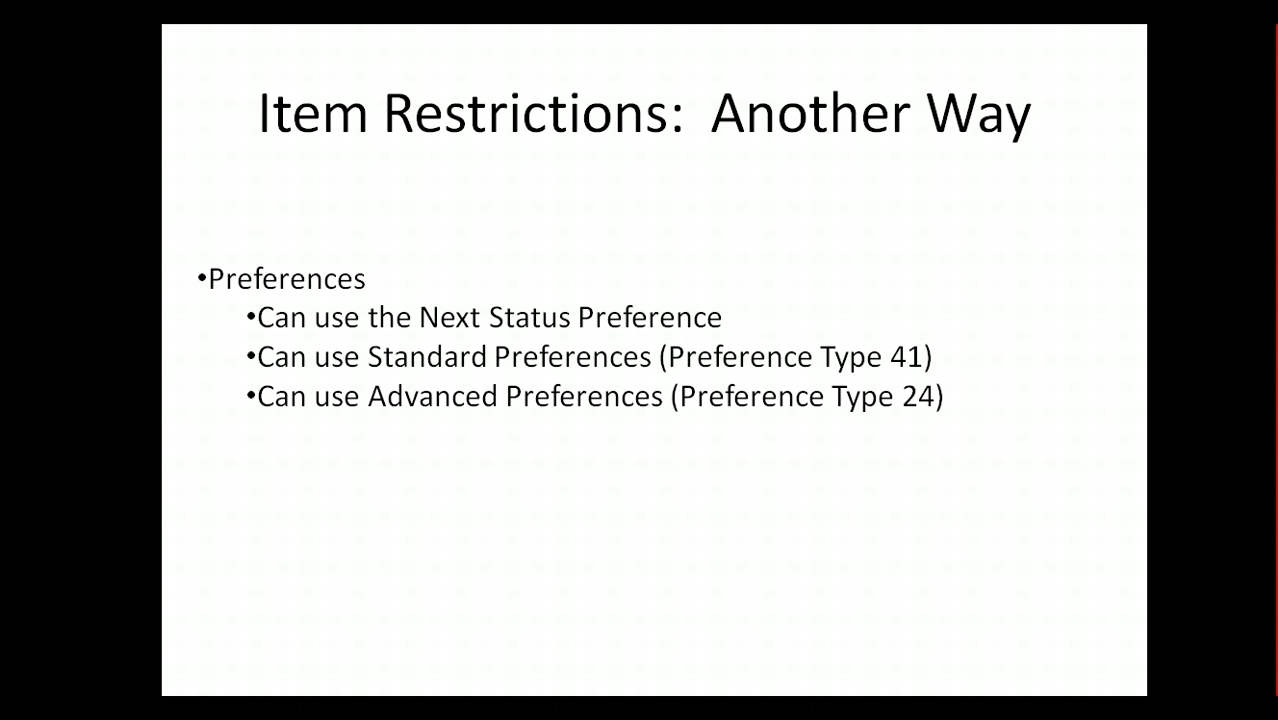 Item Restrictions:  Another Way
•Preferences
•Can use the Next Status Preference
•Can use Standard Preferences (Preference Type 41)
•Can use Advanced Preferences (Preference Type 24)